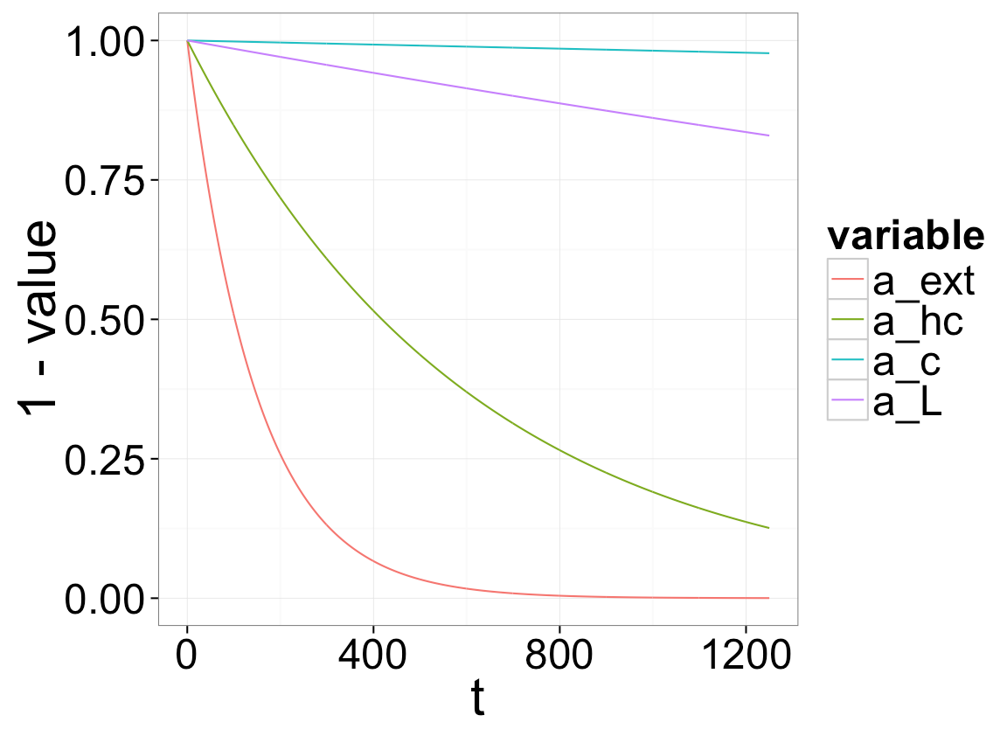 1.00
0.75
0.50
0.25
0.00
1 - value
0
400
800
1200
t
variable
a_ext
a_hc
a_c
a_L